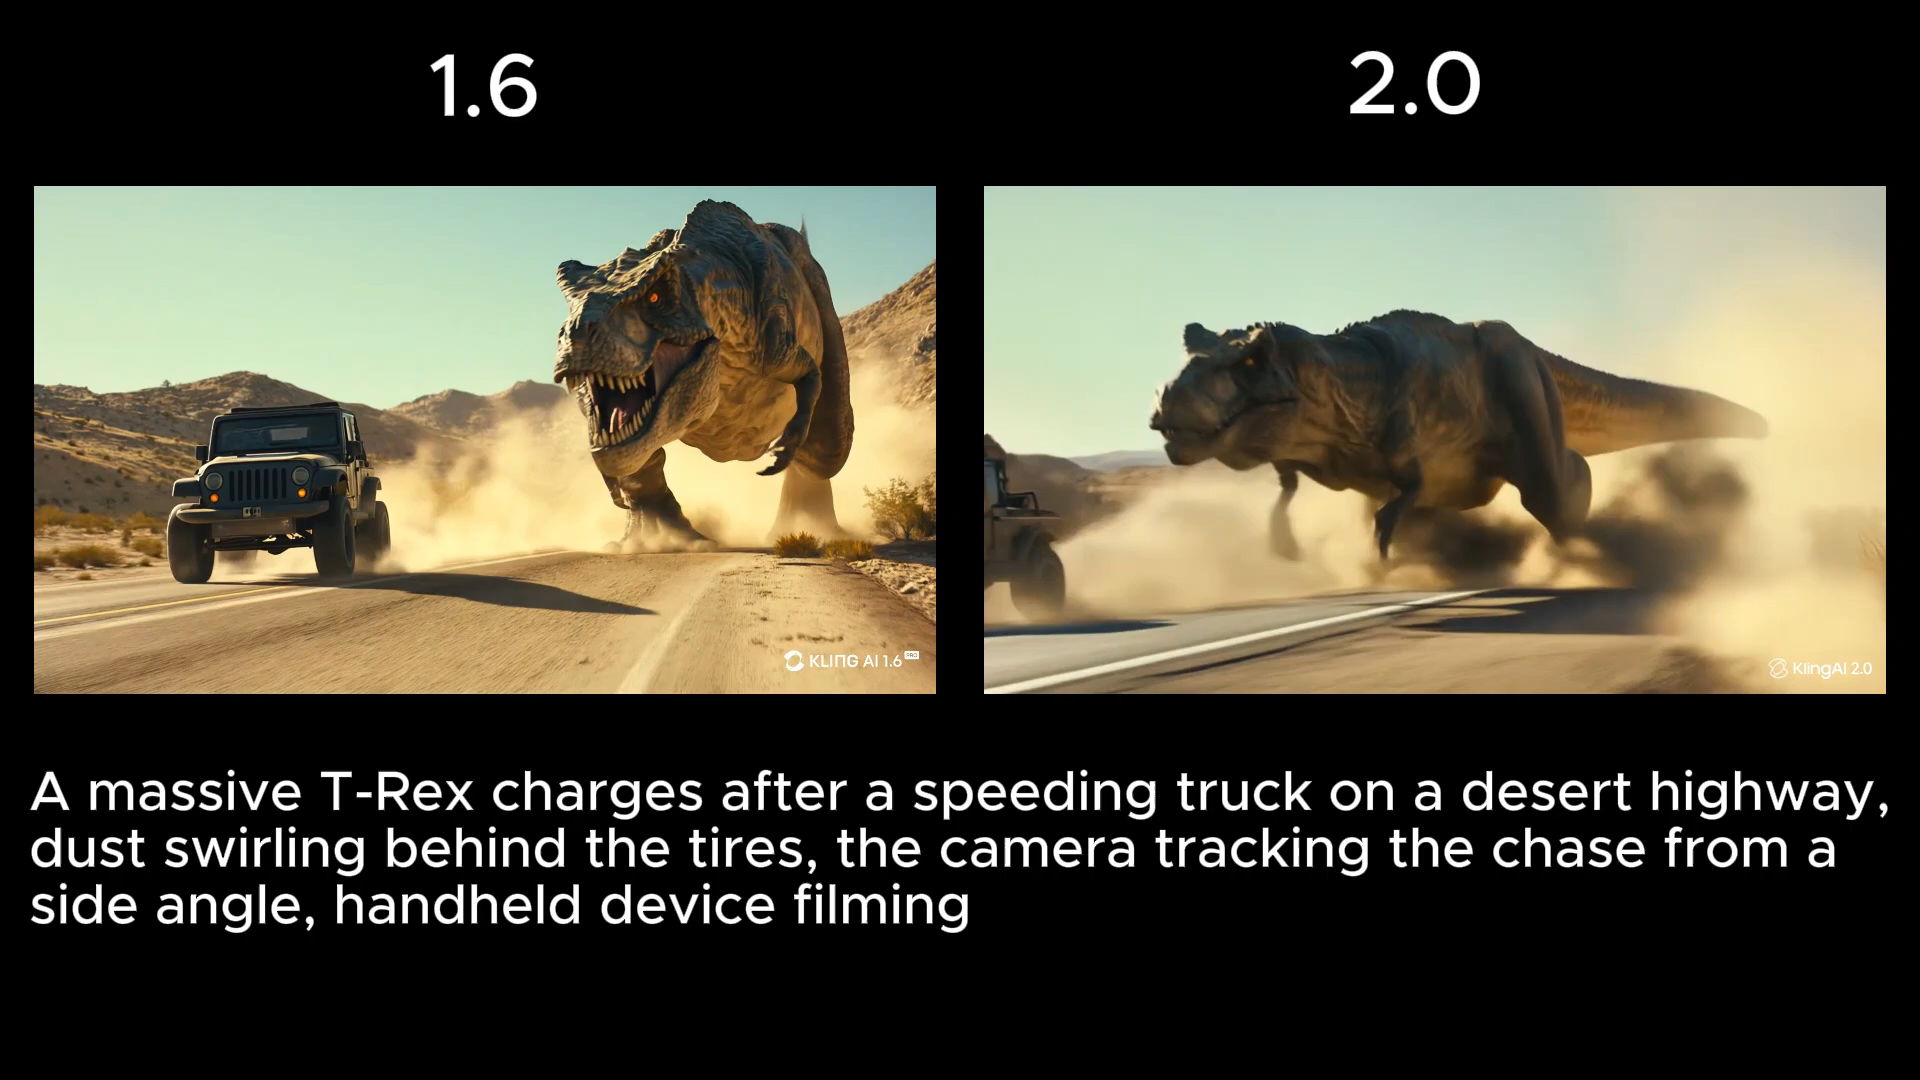 1.6
2.0
KLING AI 1.6 PRO
KlingAI 2.0
A massive T-Rex charges after a speeding truck on a desert highway,
dust swirling behind the tires, the camera tracking the chase from a
side angle, handheld device filming